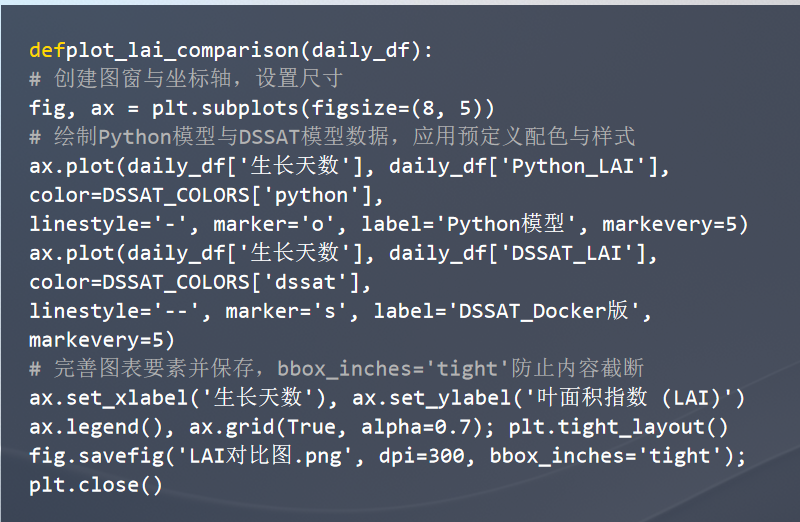 defplot_lai_comparison(daily_df):
# 创建图窗与坐标轴，设置尺寸
fig, ax = plt.subplots(figsize=(8, 5))
# 绘制Python模型与DSSAT模型数据，应用预定义配色与样式
ax.plot(daily_df['生长天数'], daily_df['Python_LAI'],
color=DSSAT_COLORS['python'],
linestyle='-', marker='o', label='Python模型', markevery=5)
ax.plot(daily_df['生长天数'], daily_df['DSSAT_LAI'],
color=DSSAT_COLORS['dssat'],
linestyle='--', marker='s', label='DSSAT_Docker版',
markevery=5)
# 完善图表要素并保存，bbox_inches='tight'防止内容截断
ax.set_xlabel('生长天数'), ax.set_ylabel('叶面积指数 (LAI)')
ax.legend(), ax.grid(True, alpha=0.7); plt.tight_layout()
fig.savefig('LAI对比图.png', dpi=300, bbox_inches='tight');
plt.close()